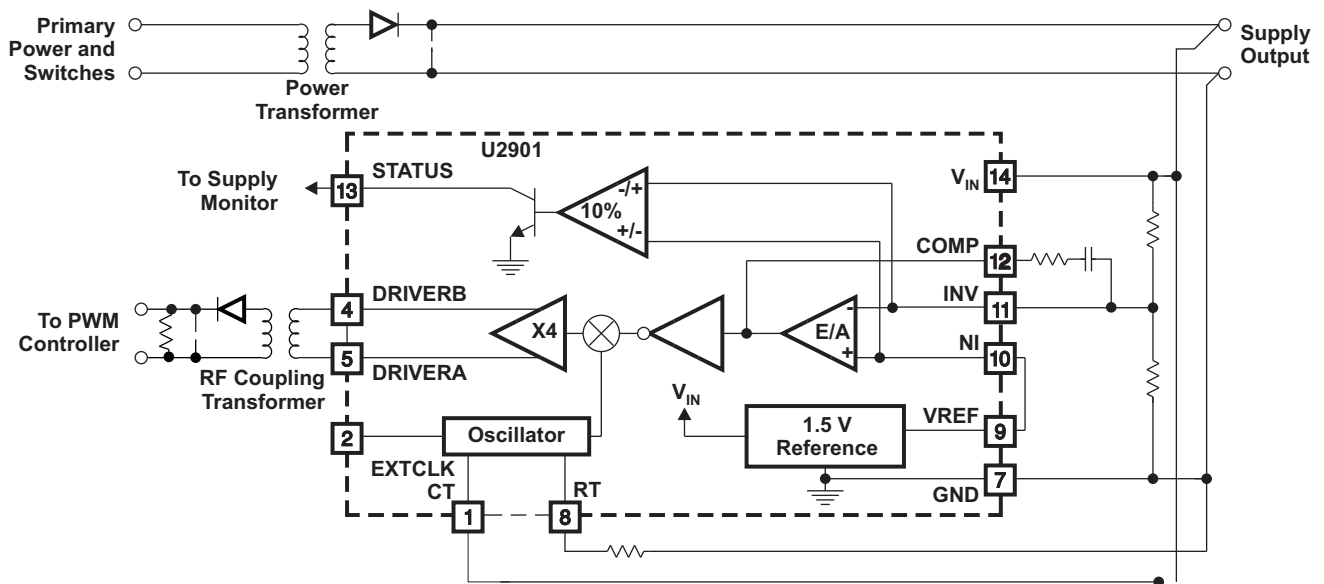 Primary
Power and
Switches
Supply
Output
Power
Transformer
U2901
To Supply
Monitor
13
STATUS
-/+
10%
+/-
VIN
14
COMP
12
INV
11
NI
10
To PWM
Controller
RF Coupling
Transformer
4
DRIVERB
5
DRIVERA
X4
E/A
-
+
2
EXTCLK
Oscillator
VIN
1.5 V
Reference
VREF
9
7
GND
CT
1
RT
8